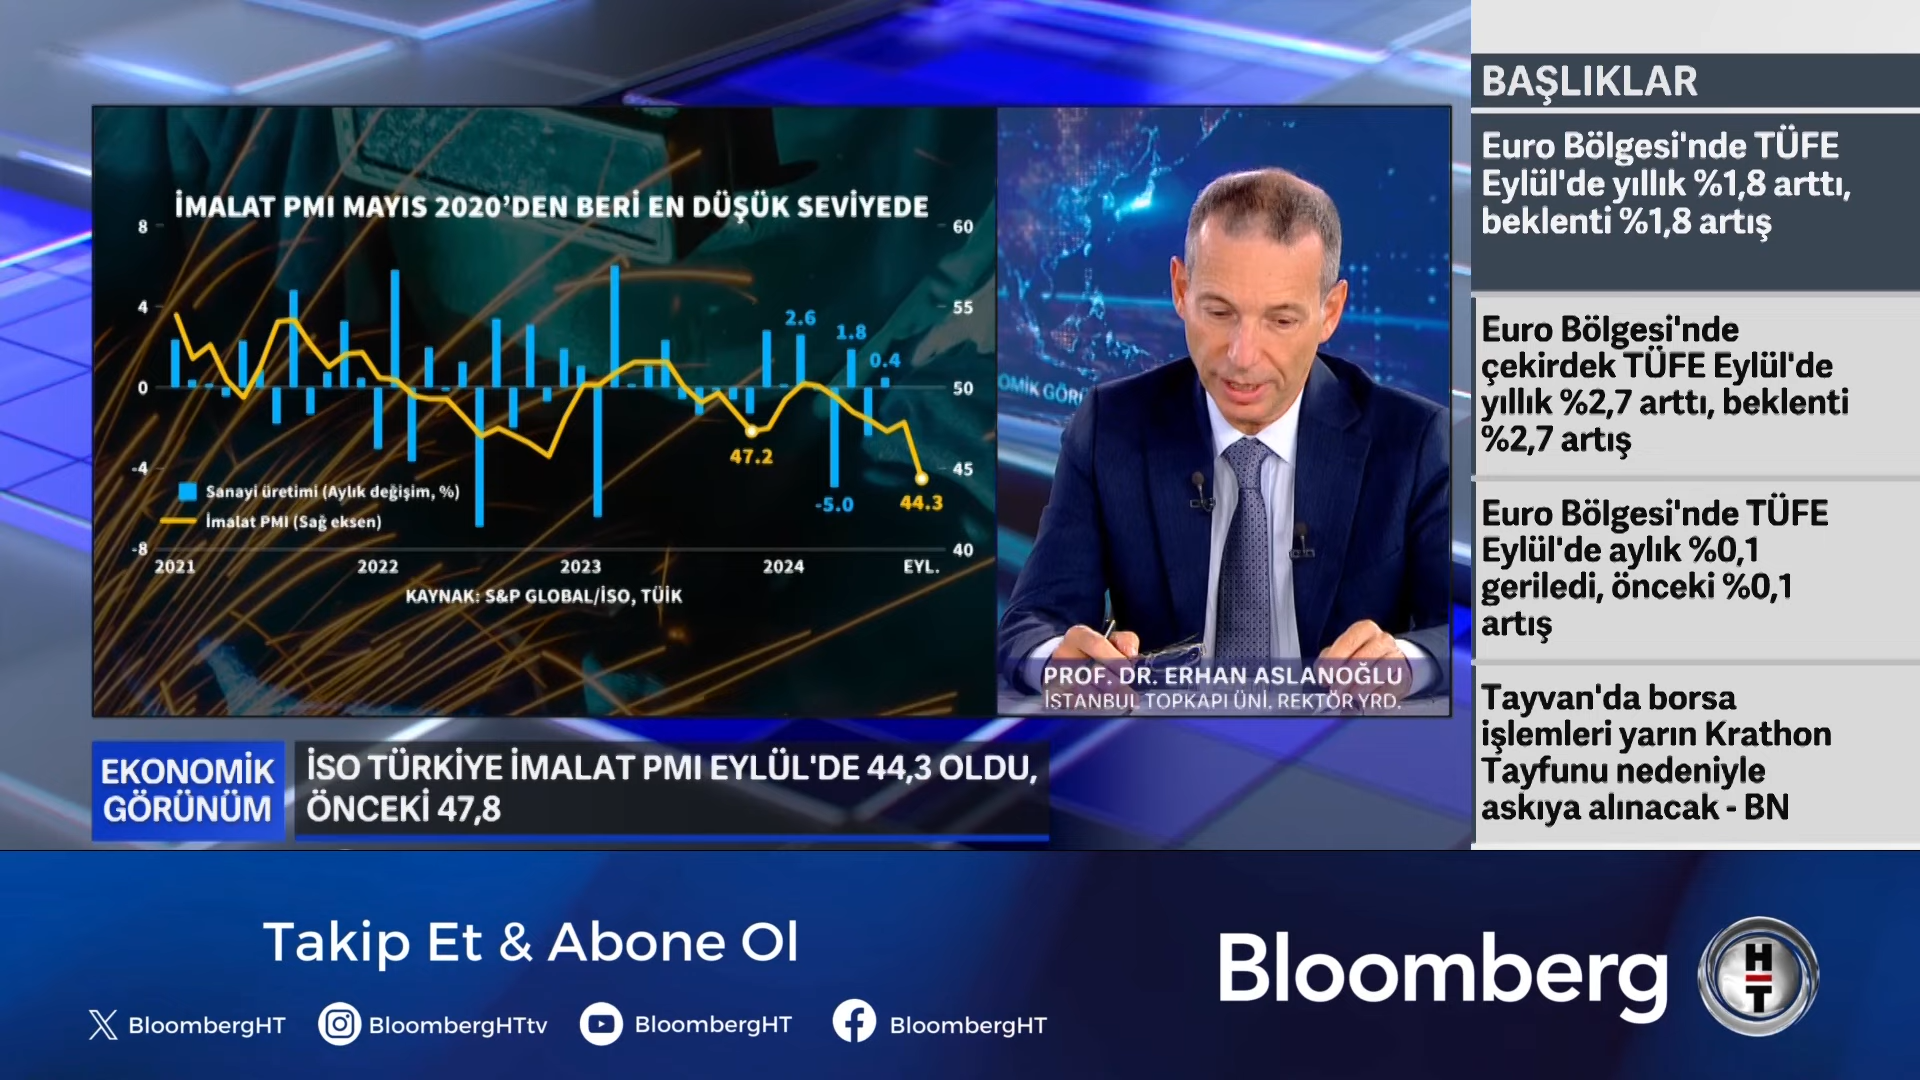 İMALAT PMI MAYIS 2020’DEN BERİ EN DÜŞÜK SEVİYEDE
8
60
4
55
2.6
1.8
0.4
0
50
47.2
-4
45
-5.0
44.3
Sanayi üretimi (Aylık değişim, %)
İmalat PMI (Sağ eksen)
-8
40
2021
2022
2023
2024
EYL.
KAYNAK: S&P GLOBAL/İSO, TÜİK
OMİK GÖRÜ
PROF. DR. ERHAN ASLANOĞLU
İSTANBUL TOPKAPI ÜNİ. REKTÖR YRD.
EKONOMİK
GÖRÜNÜM
İSO TÜRKİYE İMALAT PMI EYLÜL'DE 44,3 OLDU,
ÖNCEKİ 47,8
BAŞLIKLAR
Euro Bölgesi'nde TÜFE
Eylül'de yıllık %1,8 arttı,
beklenti %1,8 artış
Euro Bölgesi'nde
çekirdek TÜFE Eylül'de
yıllık %2,7 arttı, beklenti
%2,7 artış
Euro Bölgesi'nde TÜFE
Eylül'de aylık %0,1
geriledi, önceki %0,1
artış
Tayvan'da borsa
işlemleri yarın Krathon
Tayfunu nedeniyle
askıya alınacak - BN
Takip Et & Abone Ol
BloombergHT
BloombergHTtv
BloombergHT
BloombergHT
Bloomberg
HT